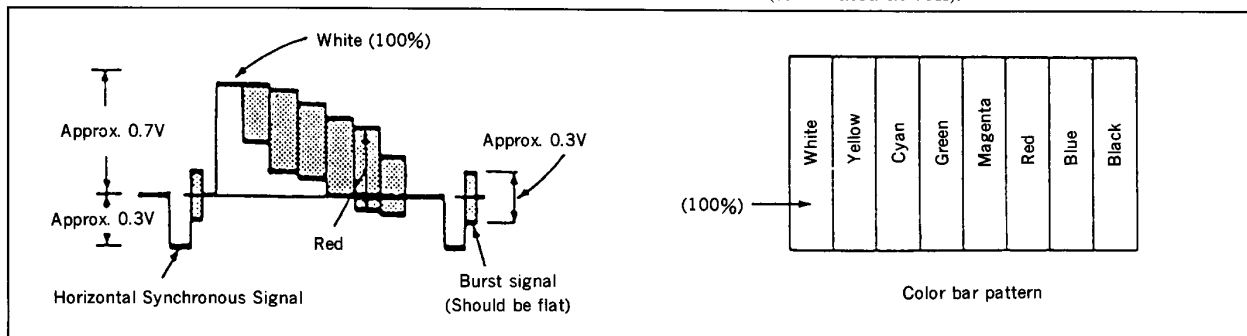 White (100%)
Approx. 0.7V
Approx. 0.3V
Approx. 0.3V
Red
Horizontal Synchronous Signal
Burst signal
(Should be flat)
White
Yellow
Cyan
Green
Magenta
Red
Blue
Black
(100%)
Color bar pattern